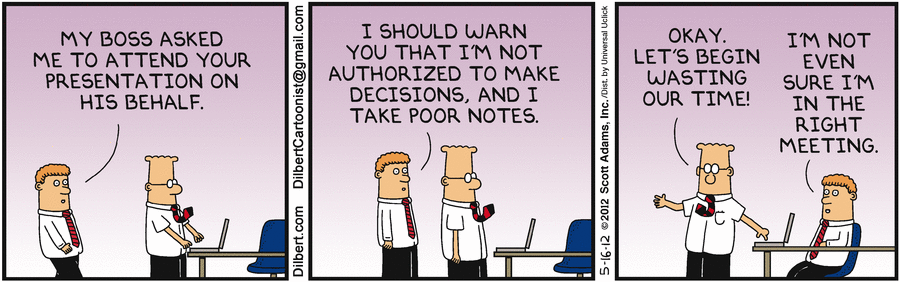 MY BOSS ASKED
ME TO ATTEND YOUR
PRESENTATION ON
HIS BEHALF.
Dilbert.com DilbertCartoonist@gmail.com
I SHOULD WARN
YOU THAT I'M NOT
AUTHORIZED TO MAKE
DECISIONS, AND I
TAKE POOR NOTES.
5-16-12 © 2012 Scott Adams, Inc. /Dist. by Universal Uclick
OKAY.
LET'S BEGIN
WASTING
OUR TIME!
I'M NOT
EVEN
SURE I'M
IN THE
RIGHT
MEETING.